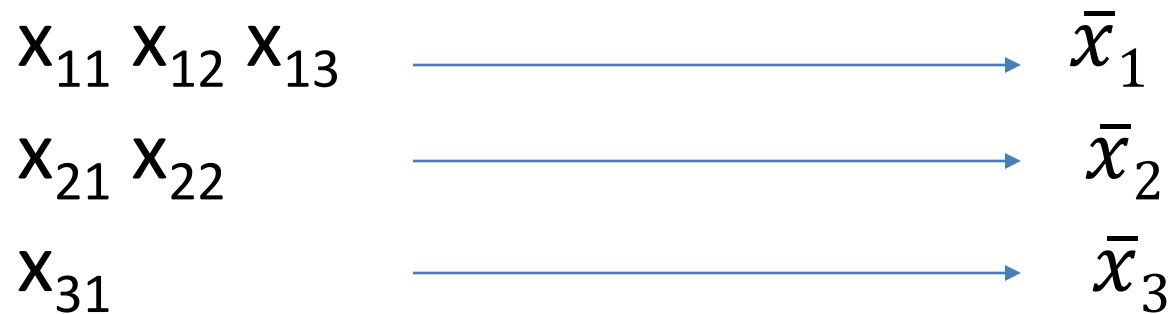 x₁₁ x₁₂ x₁₃ x̄₁
x₂₁ x₂₂ x̄₂
x₃₁ x̄₃